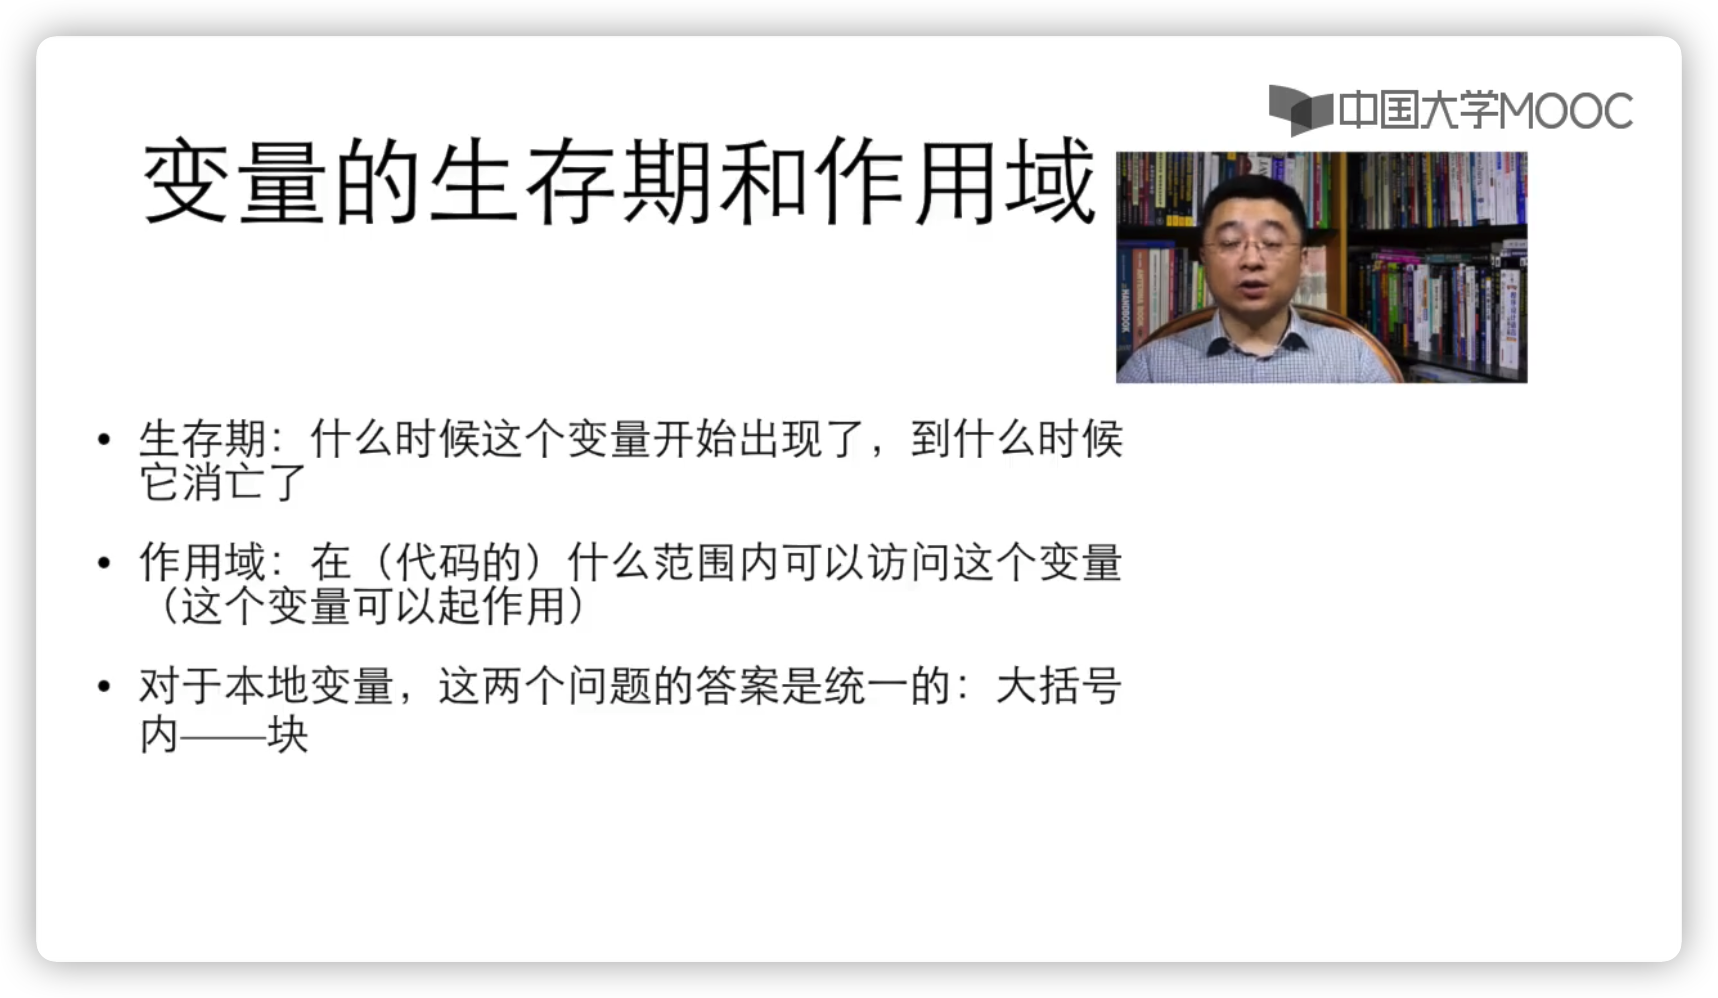 中国大学MOOC
变量的生存期和作用域
• 生存期：什么时候这个变量开始出现了，到什么时候
它消亡了
• 作用域：在（代码的）什么范围内可以访问这个变量
（这个变量可以起作用）
• 对于本地变量，这两个问题的答案是统一的：大括号
内——块
HANDBOOK
ANTENNA BOOK